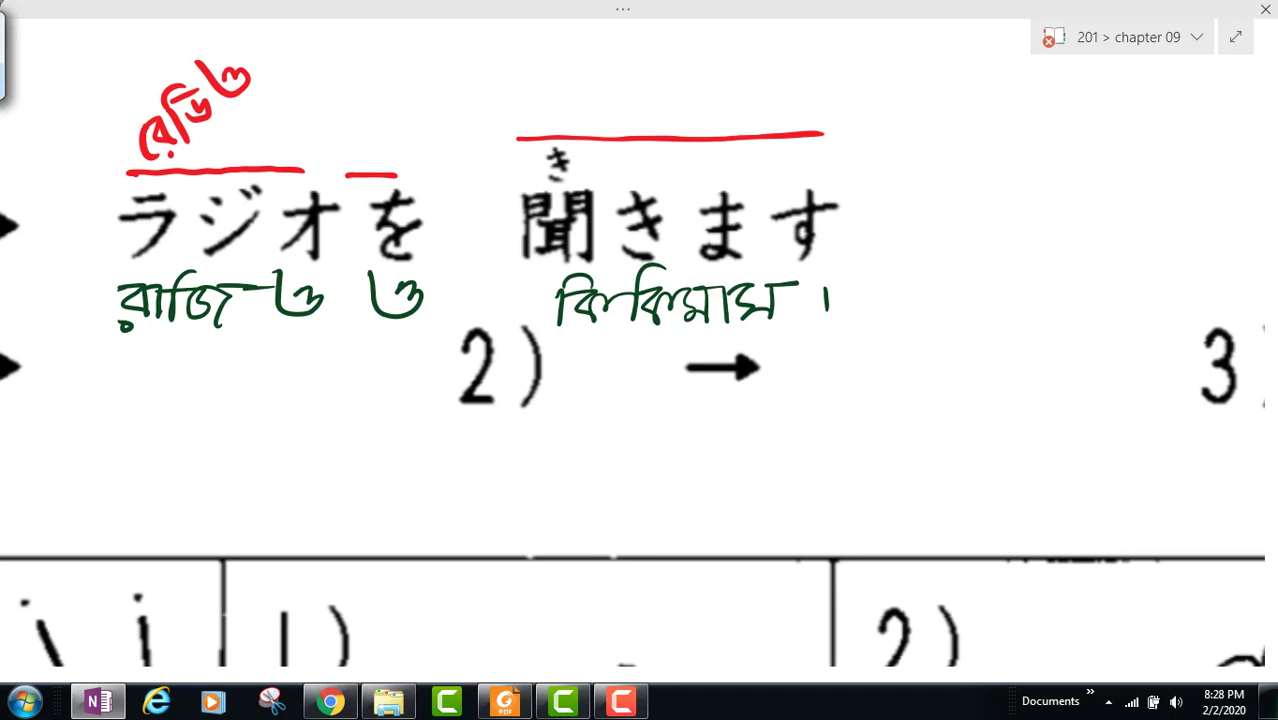 201 > chapter 09
রেডিও
き
ラジオを 聞きます
রাজিও ও কিকিমাস ।
2) → 3
1) 2)
Documents
8:28 PM
2/2/2020